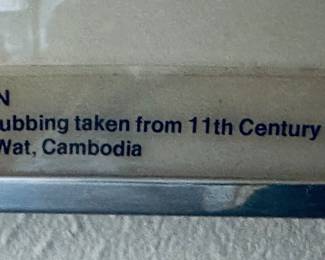 N
ubbing taken from 11th Century
Wat, Cambodia